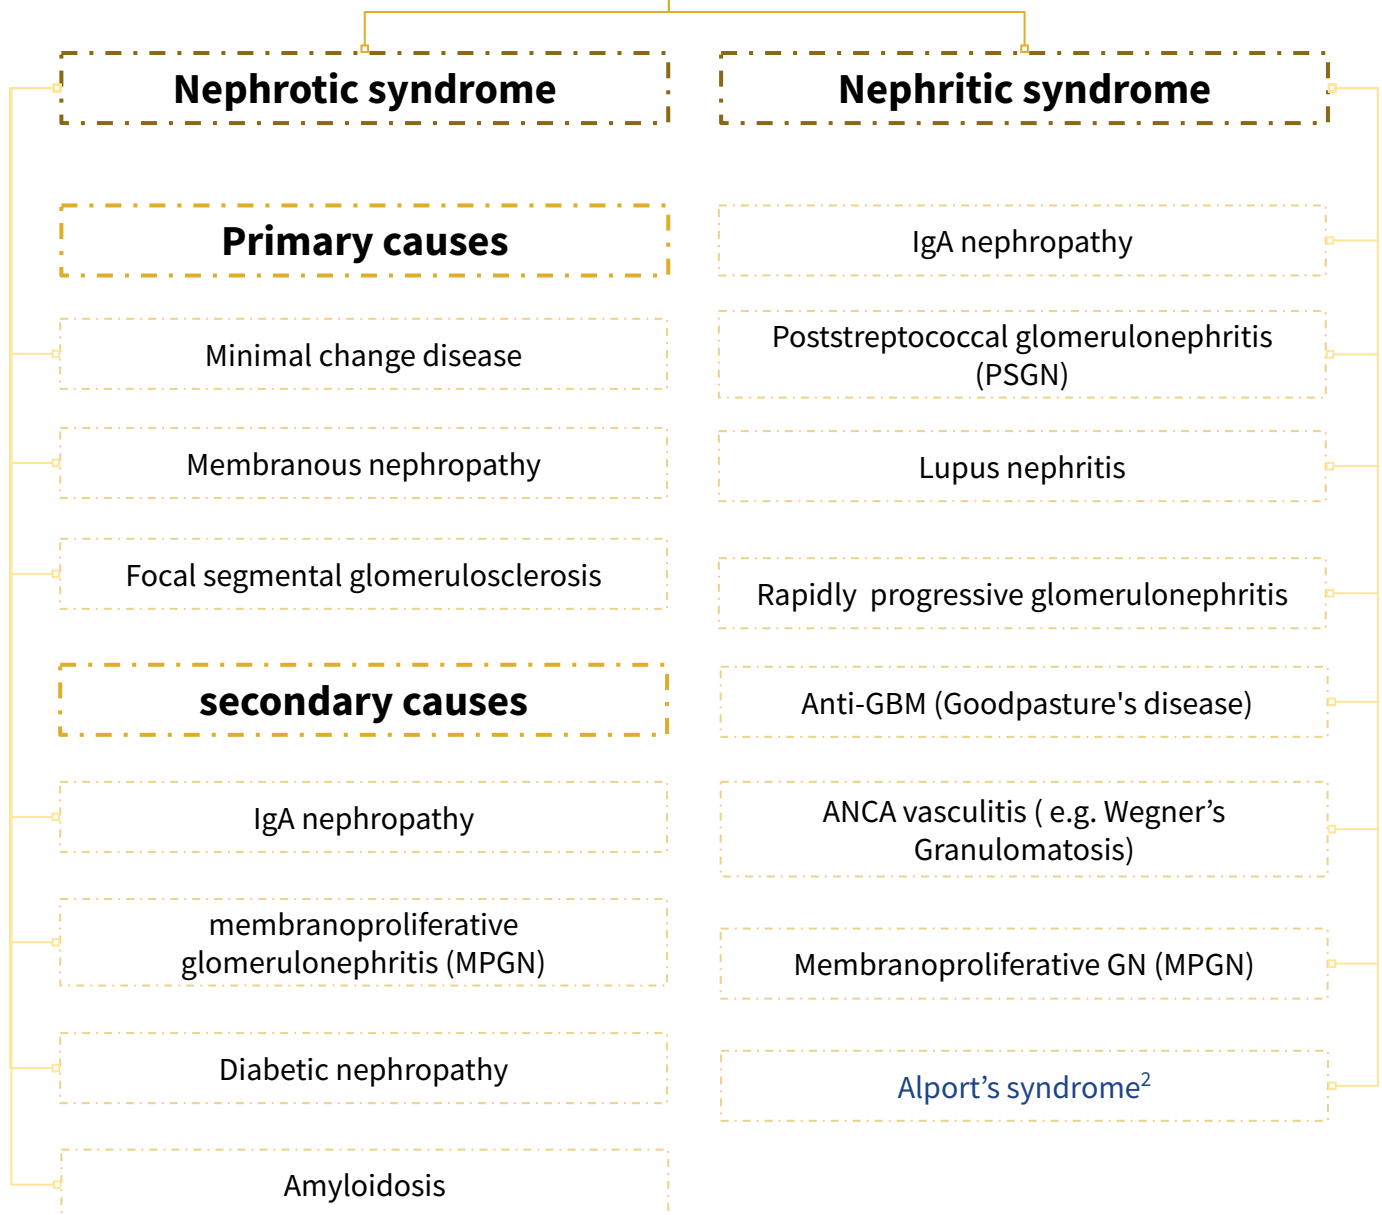 Nephrotic syndrome
Primary causes
Minimal change disease
Membranous nephropathy
Focal segmental glomerulosclerosis
secondary causes
IgA nephropathy
membranoproliferative
glomerulonephritis (MPGN)
Diabetic nephropathy
Amyloidosis
Nephritic syndrome
IgA nephropathy
Poststreptococcal glomerulonephritis
(PSGN)
Lupus nephritis
Rapidly  progressive glomerulonephritis
Anti-GBM (Goodpasture's disease)
ANCA vasculitis ( e.g. Wegner’s
Granulomatosis)
Membranoproliferative GN (MPGN)
Alport’s syndrome²